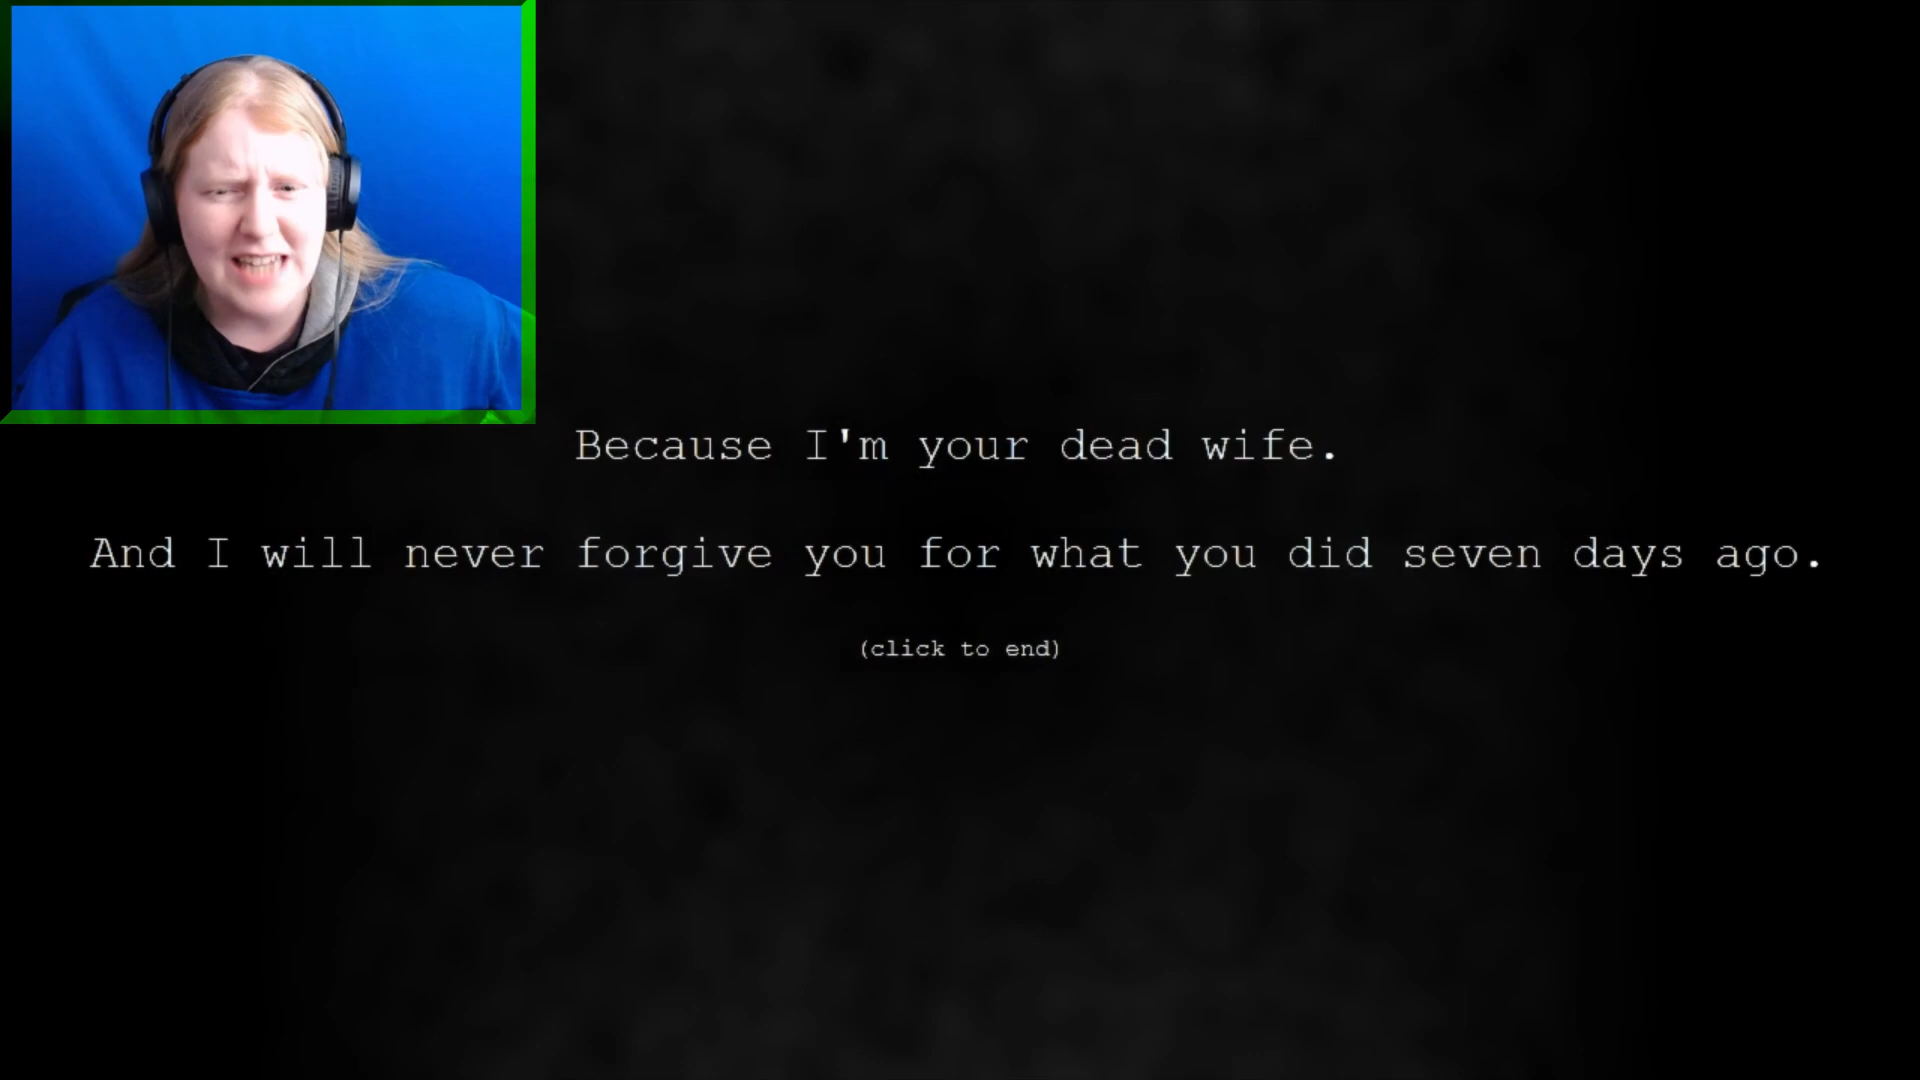 Because I'm your dead wife.
And I will never forgive you for what you did seven days ago.
(click to end)